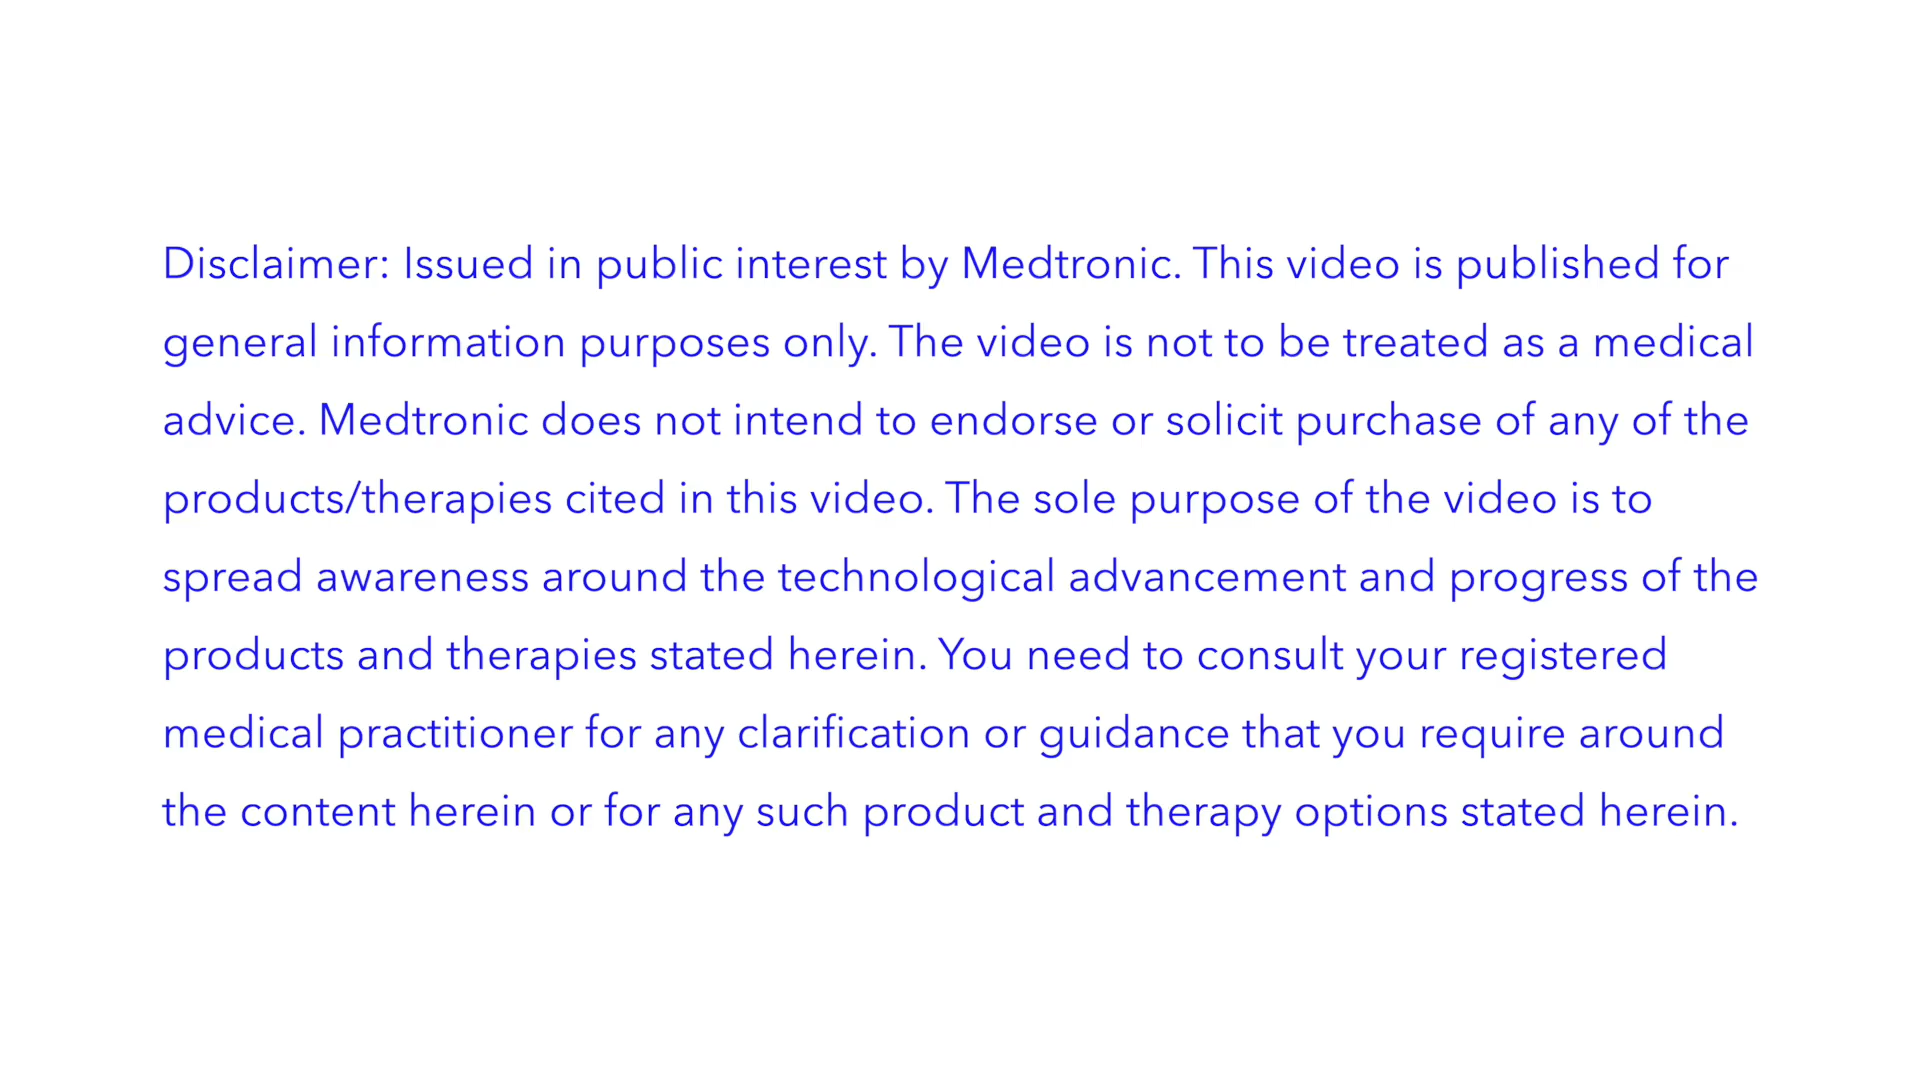 Disclaimer: Issued in public interest by Medtronic. This video is published for
general information purposes only. The video is not to be treated as a medical
advice. Medtronic does not intend to endorse or solicit purchase of any of the
products/therapies cited in this video. The sole purpose of the video is to
spread awareness around the technological advancement and progress of the
products and therapies stated herein. You need to consult your registered
medical practitioner for any clarification or guidance that you require around
the content herein or for any such product and therapy options stated herein.